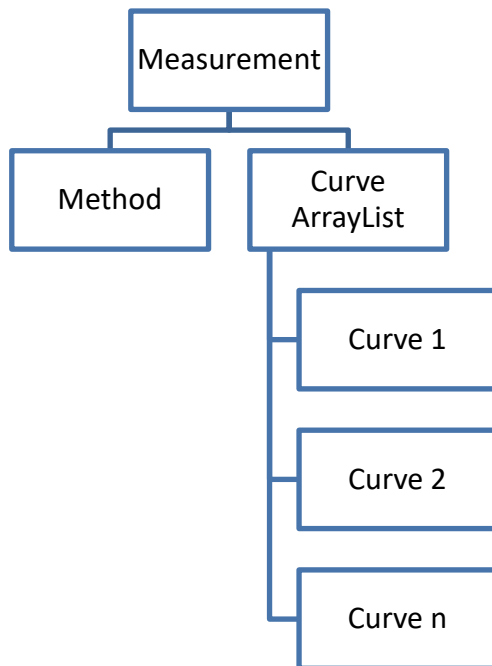 Measurement
Method
Curve
ArrayList
Curve 1
Curve 2
Curve n